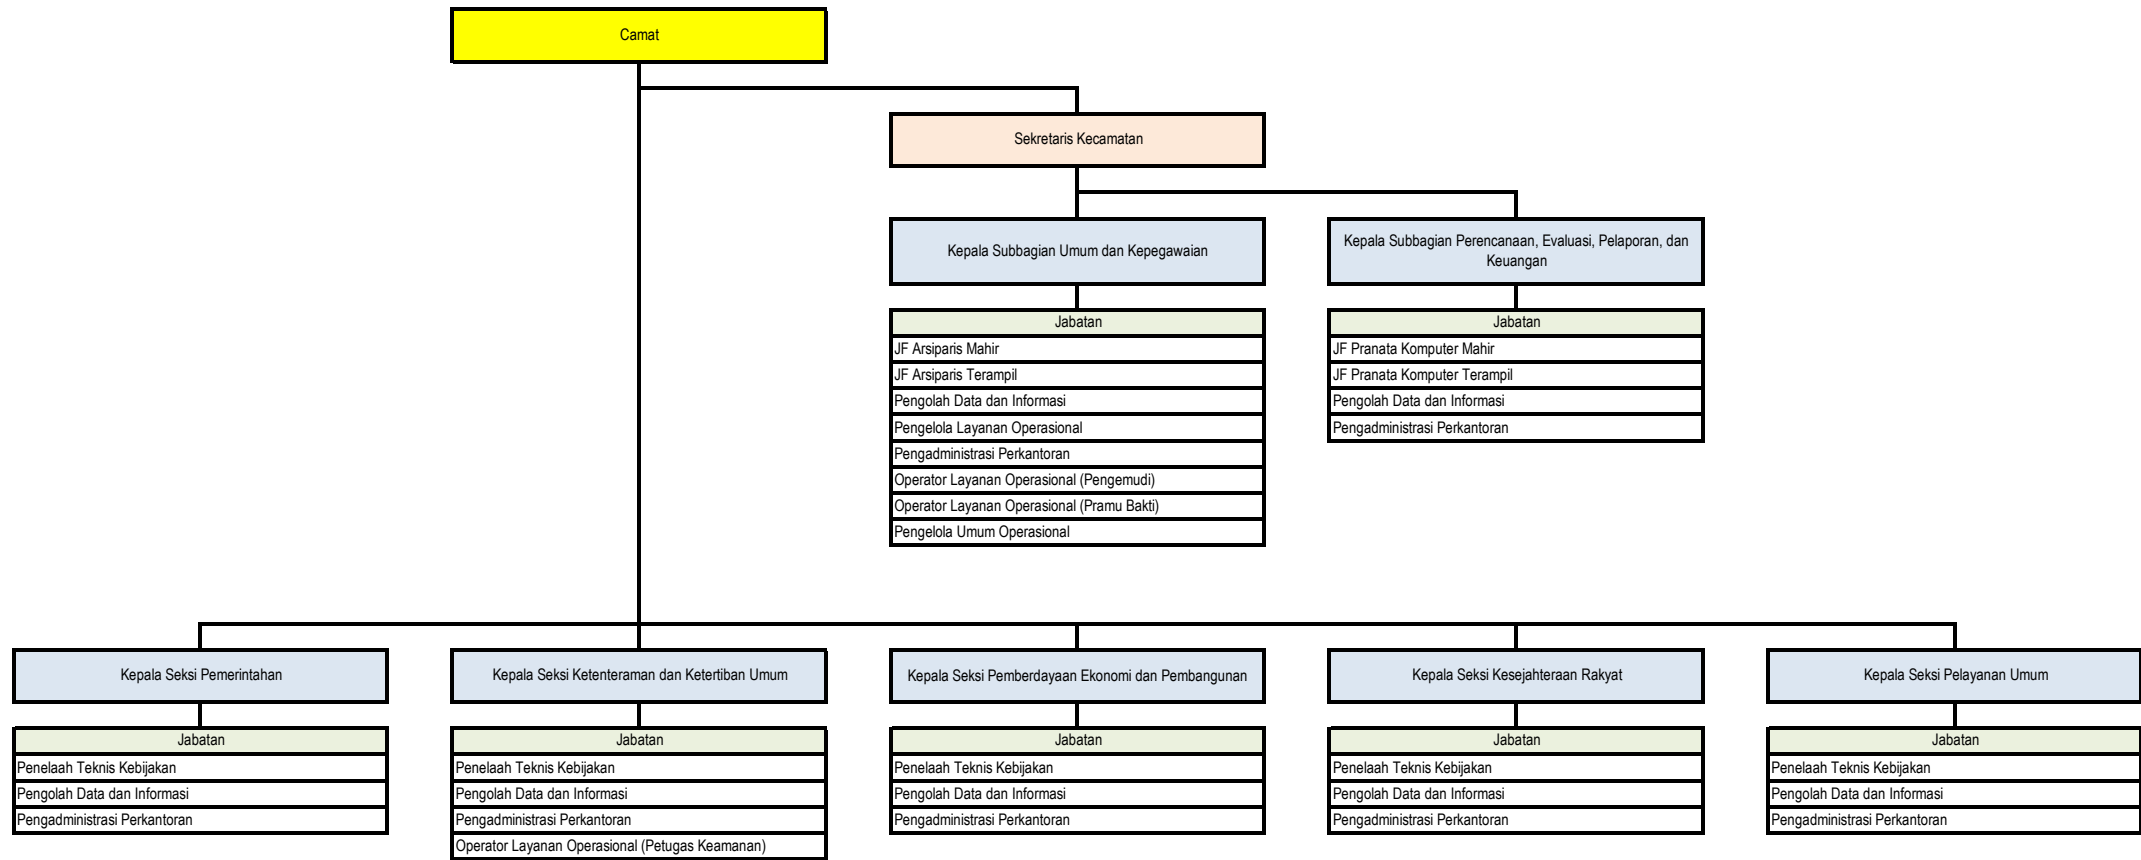 Camat
Sekretaris Kecamatan
Kepala Subbagian Umum dan Kepegawaian
Kepala Subbagian Perencanaan, Evaluasi, Pelaporan, dan
Keuangan
Jabatan
JF Arsiparis Mahir
JF Arsiparis Terampil
Pengolah Data dan Informasi
Pengelola Layanan Operasional
Pengadministrasi Perkantoran
Operator Layanan Operasional (Pengemudi)
Operator Layanan Operasional (Pramu Bakti)
Pengelola Umum Operasional
Jabatan
JF Pranata Komputer Mahir
JF Pranata Komputer Terampil
Pengolah Data dan Informasi
Pengadministrasi Perkantoran
Kepala Seksi Pemerintahan
Jabatan
Penelaah Teknis Kebijakan
Pengolah Data dan Informasi
Pengadministrasi Perkantoran
Kepala Seksi Ketenteraman dan Ketertiban Umum
Jabatan
Penelaah Teknis Kebijakan
Pengolah Data dan Informasi
Pengadministrasi Perkantoran
Operator Layanan Operasional (Petugas Keamanan)
Kepala Seksi Pemberdayaan Ekonomi dan Pembangunan
Jabatan
Penelaah Teknis Kebijakan
Pengolah Data dan Informasi
Pengadministrasi Perkantoran
Kepala Seksi Kesejahteraan Rakyat
Jabatan
Penelaah Teknis Kebijakan
Pengolah Data dan Informasi
Pengadministrasi Perkantoran
Kepala Seksi Pelayanan Umum
Jabatan
Penelaah Teknis Kebijakan
Pengolah Data dan Informasi
Pengadministrasi Perkantoran